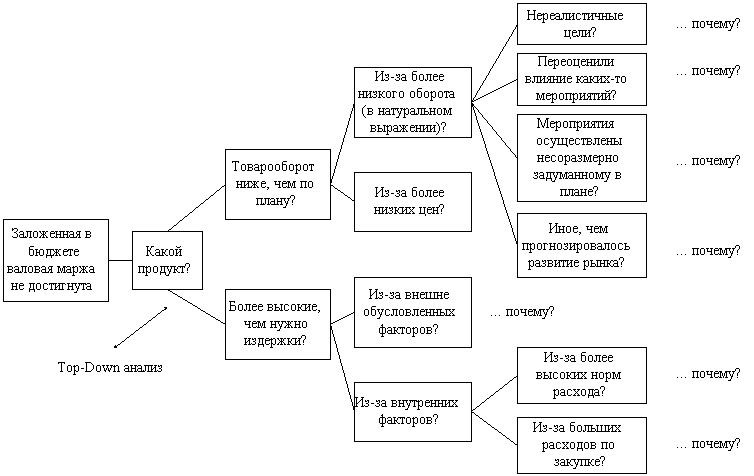 Заложенная в
бюджете
валовая маржа
не достигнута
Какой
продукт?
Top-Down анализ
Товарооборот
ниже, чем по
плану?
Из-за более
низкого оборота
(в натуральном
выражении)?
Нереалистичные
цели?
... почему?
Переоценили
влияние каких-то
мероприятий?
... почему?
Мероприятия
осуществлены
несоразмерно
задуманному в
плане?
... почему?
Иное, чем
прогнозировалось
развитие рынка?
... почему?
Из-за более
низких цен?
Более высокие,
чем нужно
издержки?
Из-за внешне
обусловленных
факторов?
... почему?
Из-за внутренних
факторов?
Из-за более
высоких норм
расхода?
... почему?
Из-за больших
расходов по
закупке?
... почему?